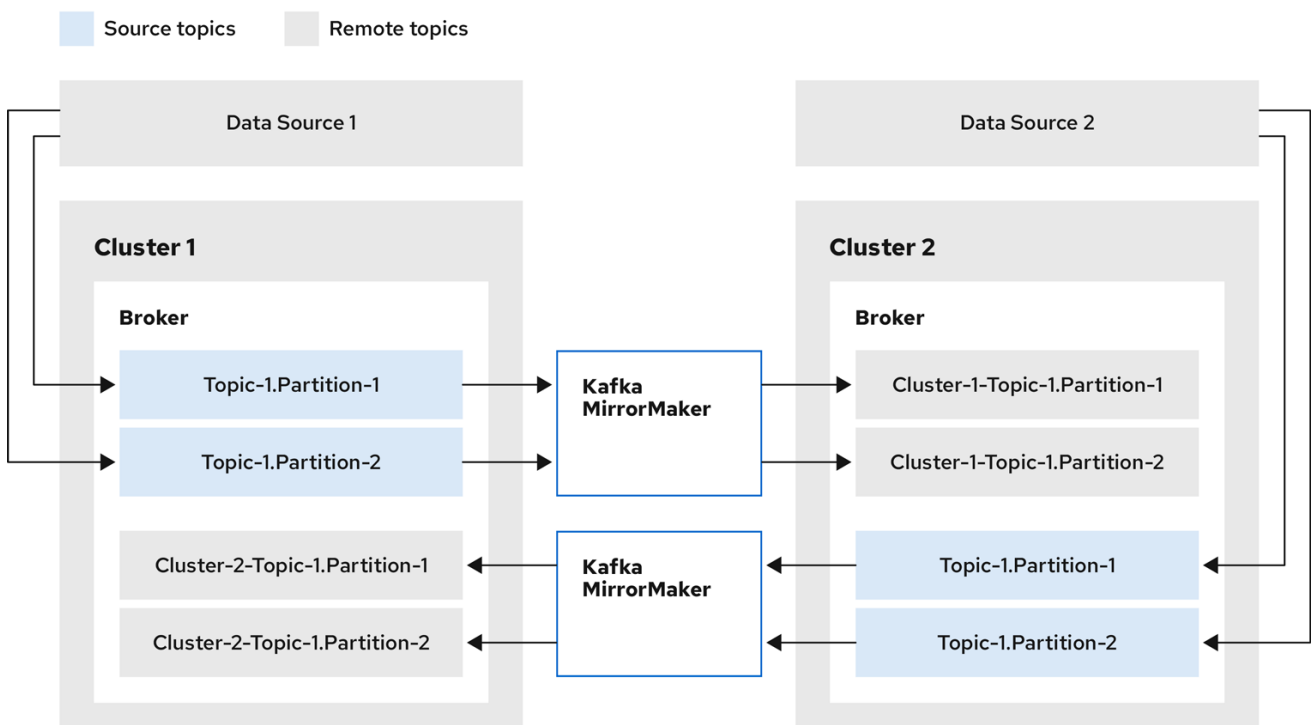 Source topics
Remote topics
Data Source 1
Data Source 2
Cluster 1
Cluster 2
Broker
Broker
Topic-1.Partition-1
Kafka
MirrorMaker
Cluster-1-Topic-1.Partition-1
Topic-1.Partition-2
Cluster-1-Topic-1.Partition-2
Cluster-2-Topic-1.Partition-1
Kafka
MirrorMaker
Topic-1.Partition-1
Cluster-2-Topic-1.Partition-2
Topic-1.Partition-2